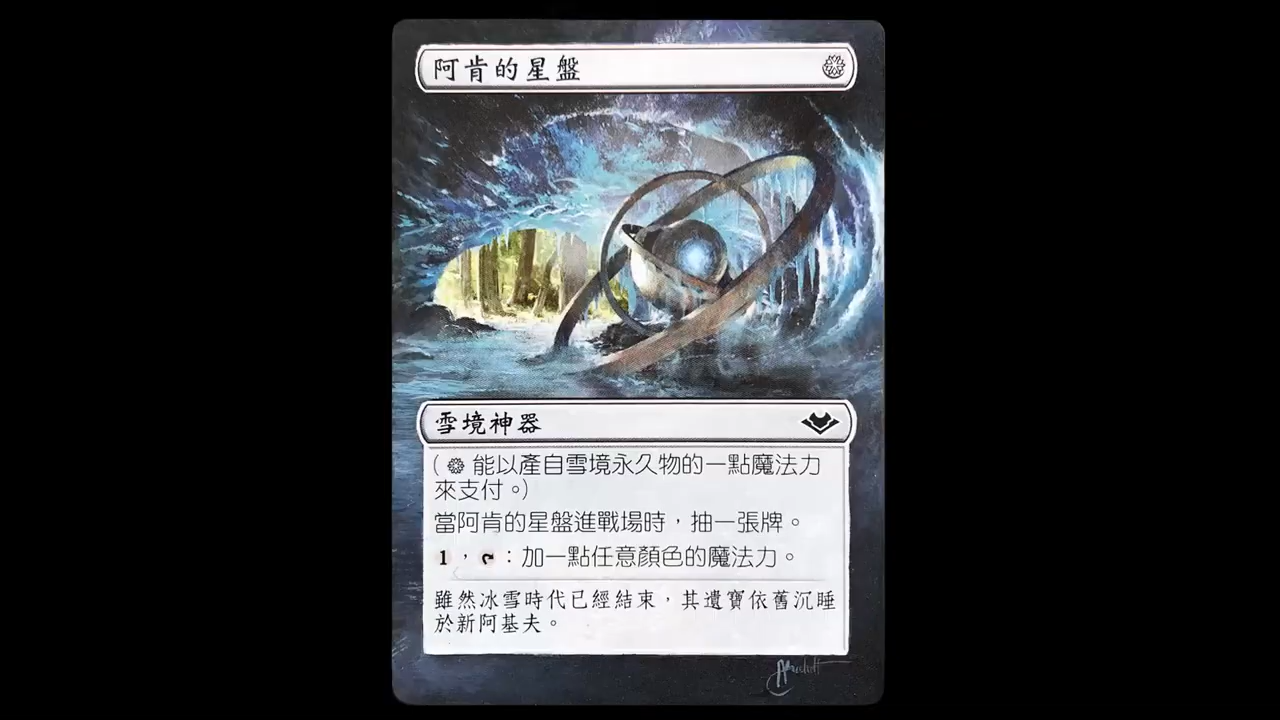 阿肯的星盤
雪境神器
( 能以產自雪境永久物的一點魔法力
來支付。)
當阿肯的星盤進戰場時，抽一張牌。
1，：加一點任意顏色的魔法力。
雖然冰雪時代已經結束，其遺寶依舊沉睡
於新阿基夫。